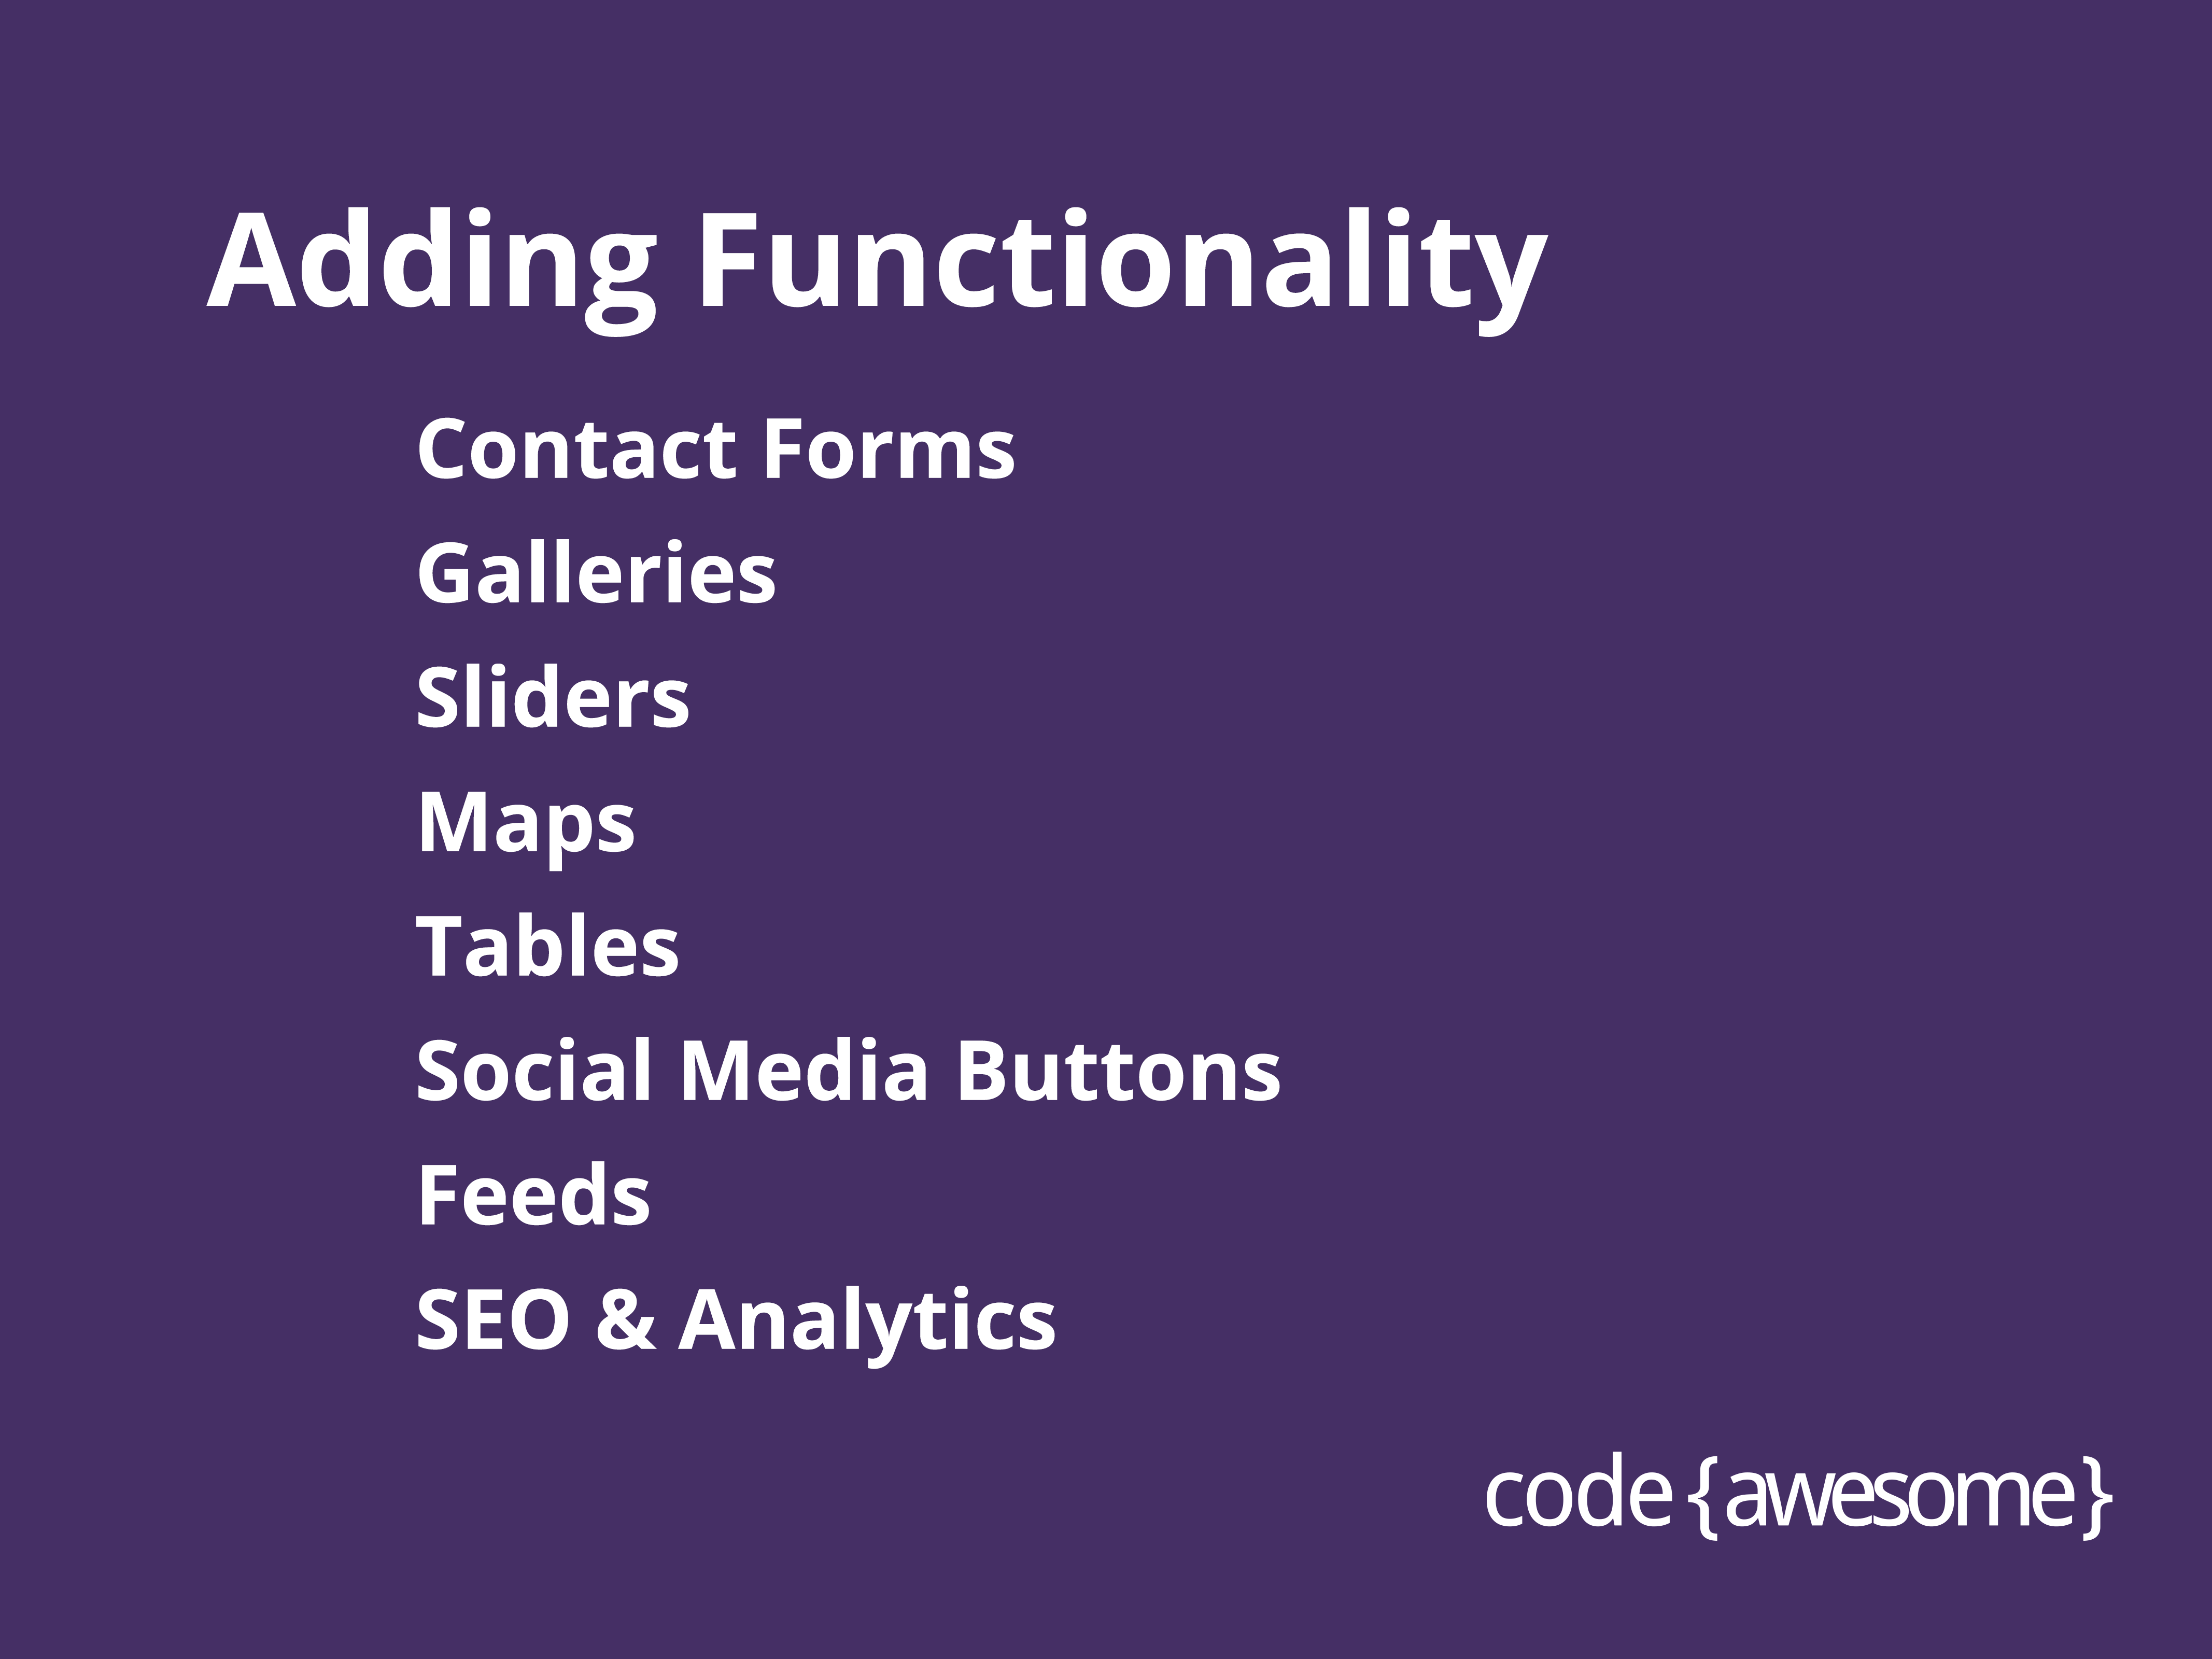 Adding Functionality
Contact Forms
Galleries
Sliders
Maps
Tables
Social Media Buttons
Feeds
SEO & Analytics
code {awesome}